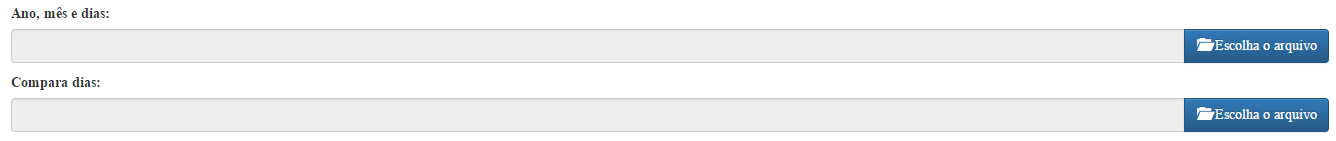 Ano, mês e dias:
Escolha o arquivo
Compara dias:
Escolha o arquivo